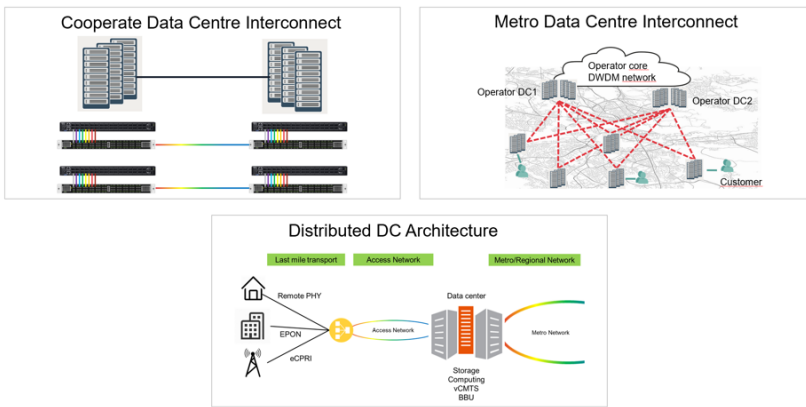 Cooperate Data Centre Interconnect
Metro Data Centre Interconnect
Operator core
DWDM network
Operator DC1
Operator DC2
Customer
Distributed DC Architecture
Last mile transport
Access Network
Metro/Regional Network
Remote PHY
EPON
eCPRI
Access Network
Data center
Metro Network
Storage
Computing
vCMTS
BBU